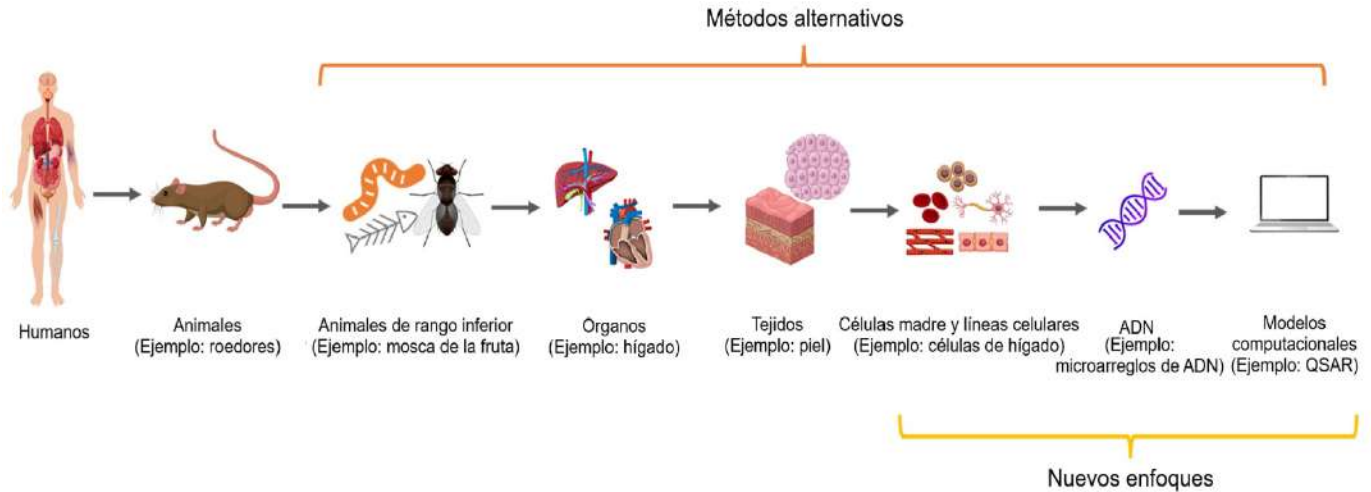 Métodos alternativos
Humanos
Animales
(Ejemplo: roedores)
Animales de rango inferior
(Ejemplo: mosca de la fruta)
Órganos
(Ejemplo: hígado)
Tejidos
(Ejemplo: piel)
Células madre y líneas celulares
(Ejemplo: células de hígado)
ADN
(Ejemplo:
microarreglos de ADN)
Modelos
computacionales
(Ejemplo: QSAR)
Nuevos enfoques